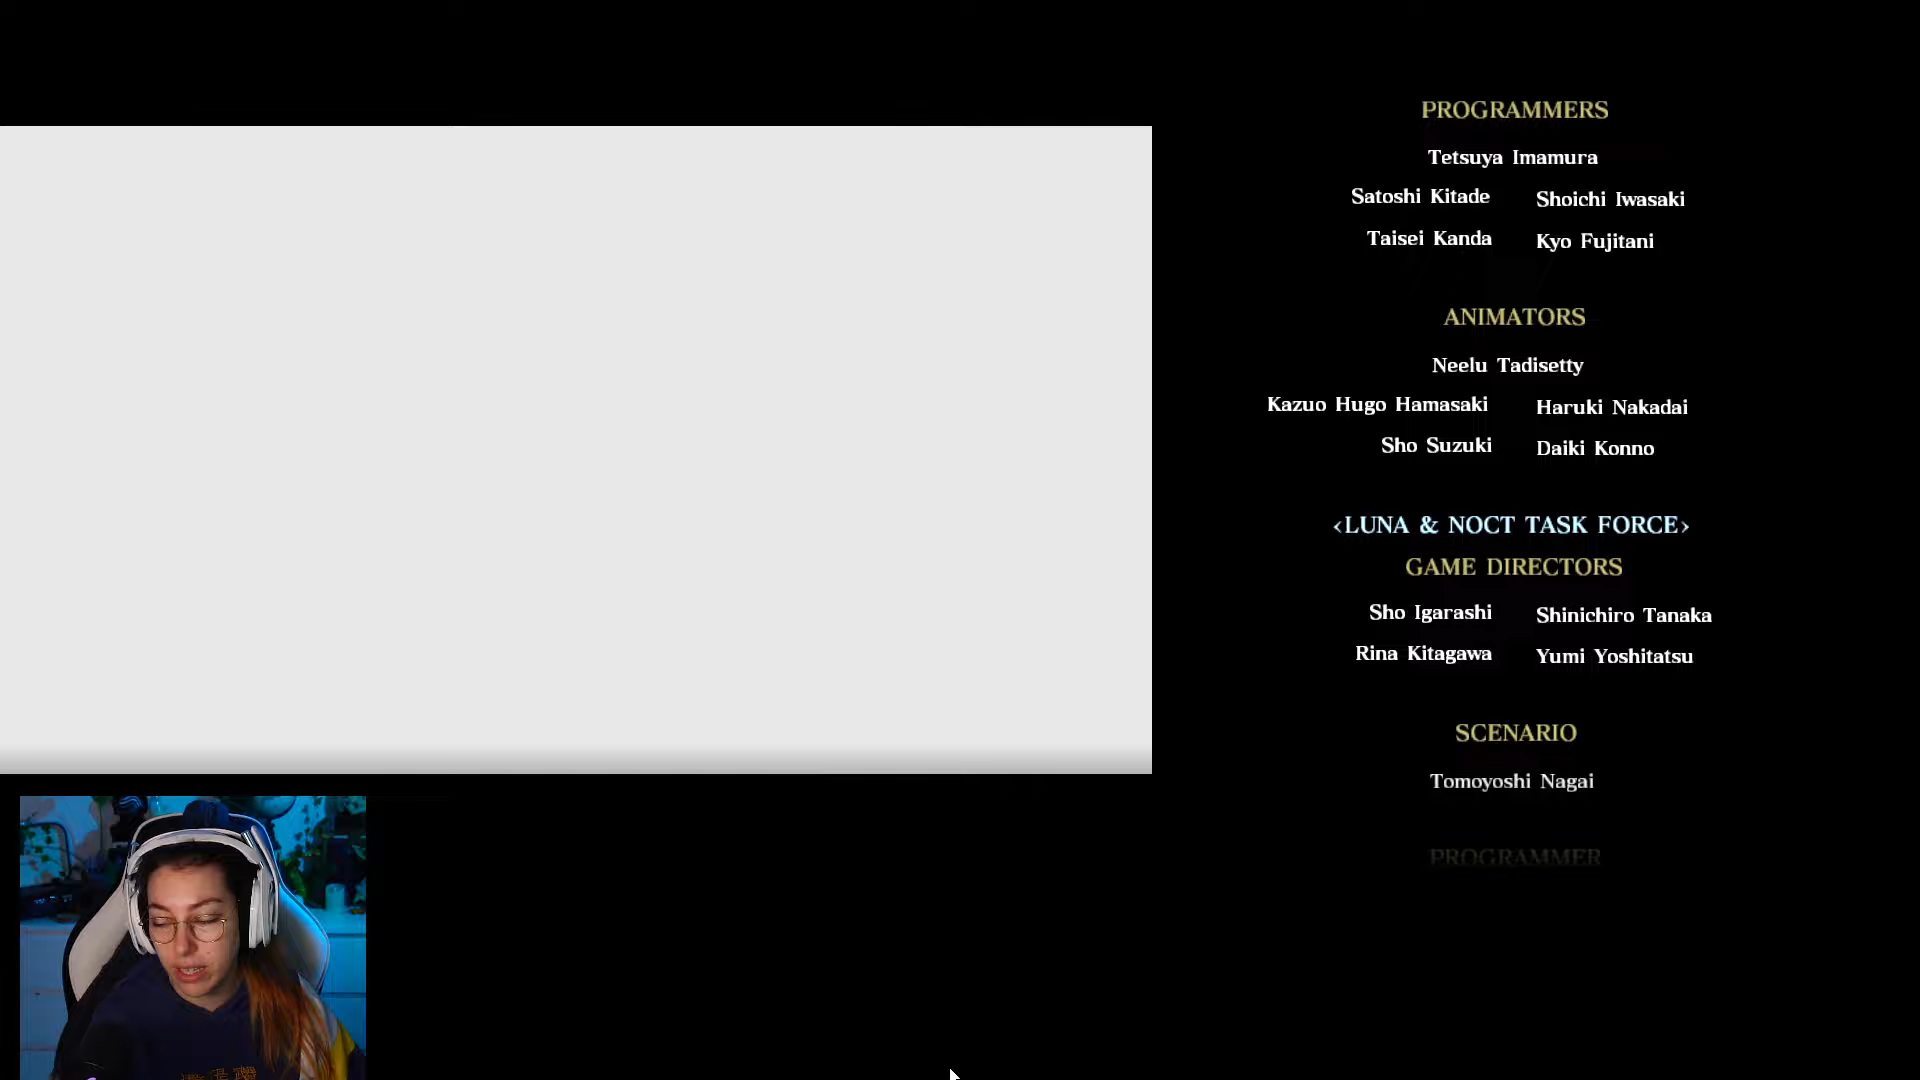 PROGRAMMERS
Tetsuya Imamura
Satoshi Kitade Shoichi Iwasaki
Taisei Kanda Kyo Fujitani
ANIMATORS
Neelu Tadisetty
Kazuo Hugo Hamasaki Haruki Nakadai
Sho Suzuki Daiki Konno
<LUNA & NOCT TASK FORCE>
GAME DIRECTORS
Sho Igarashi Shinichiro Tanaka
Rina Kitagawa Yumi Yoshitatsu
SCENARIO
Tomoyoshi Nagai
PROGRAMMER